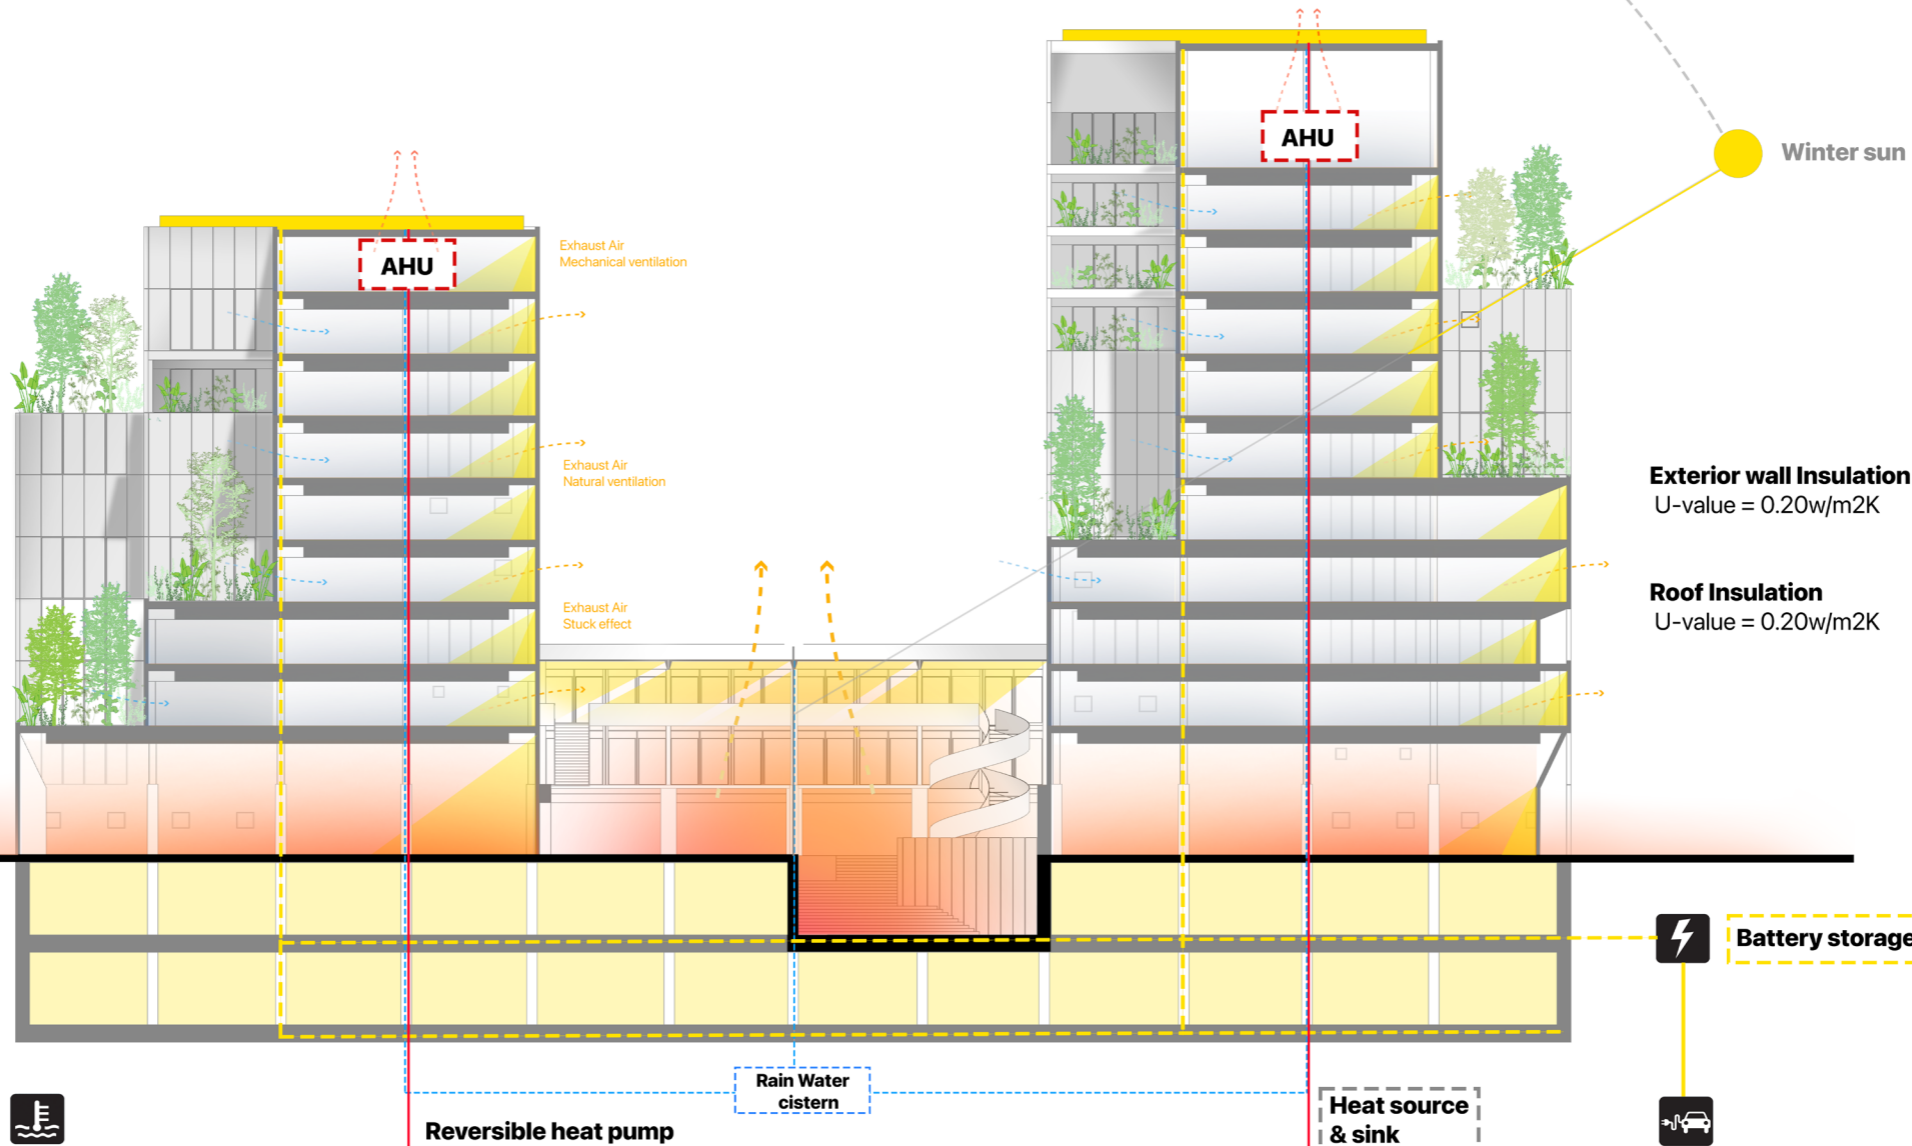 AHU
Winter sun
Exhaust Air
Mechanical ventilation
AHU
Exhaust Air
Natural ventilation
Exterior wall Insulation
U-value = 0.20w/m2K
Roof Insulation
U-value = 0.20w/m2K
Exhaust Air
Stuck effect
Battery storage
Rain Water
cistern
Heat source
& sink
Reversible heat pump